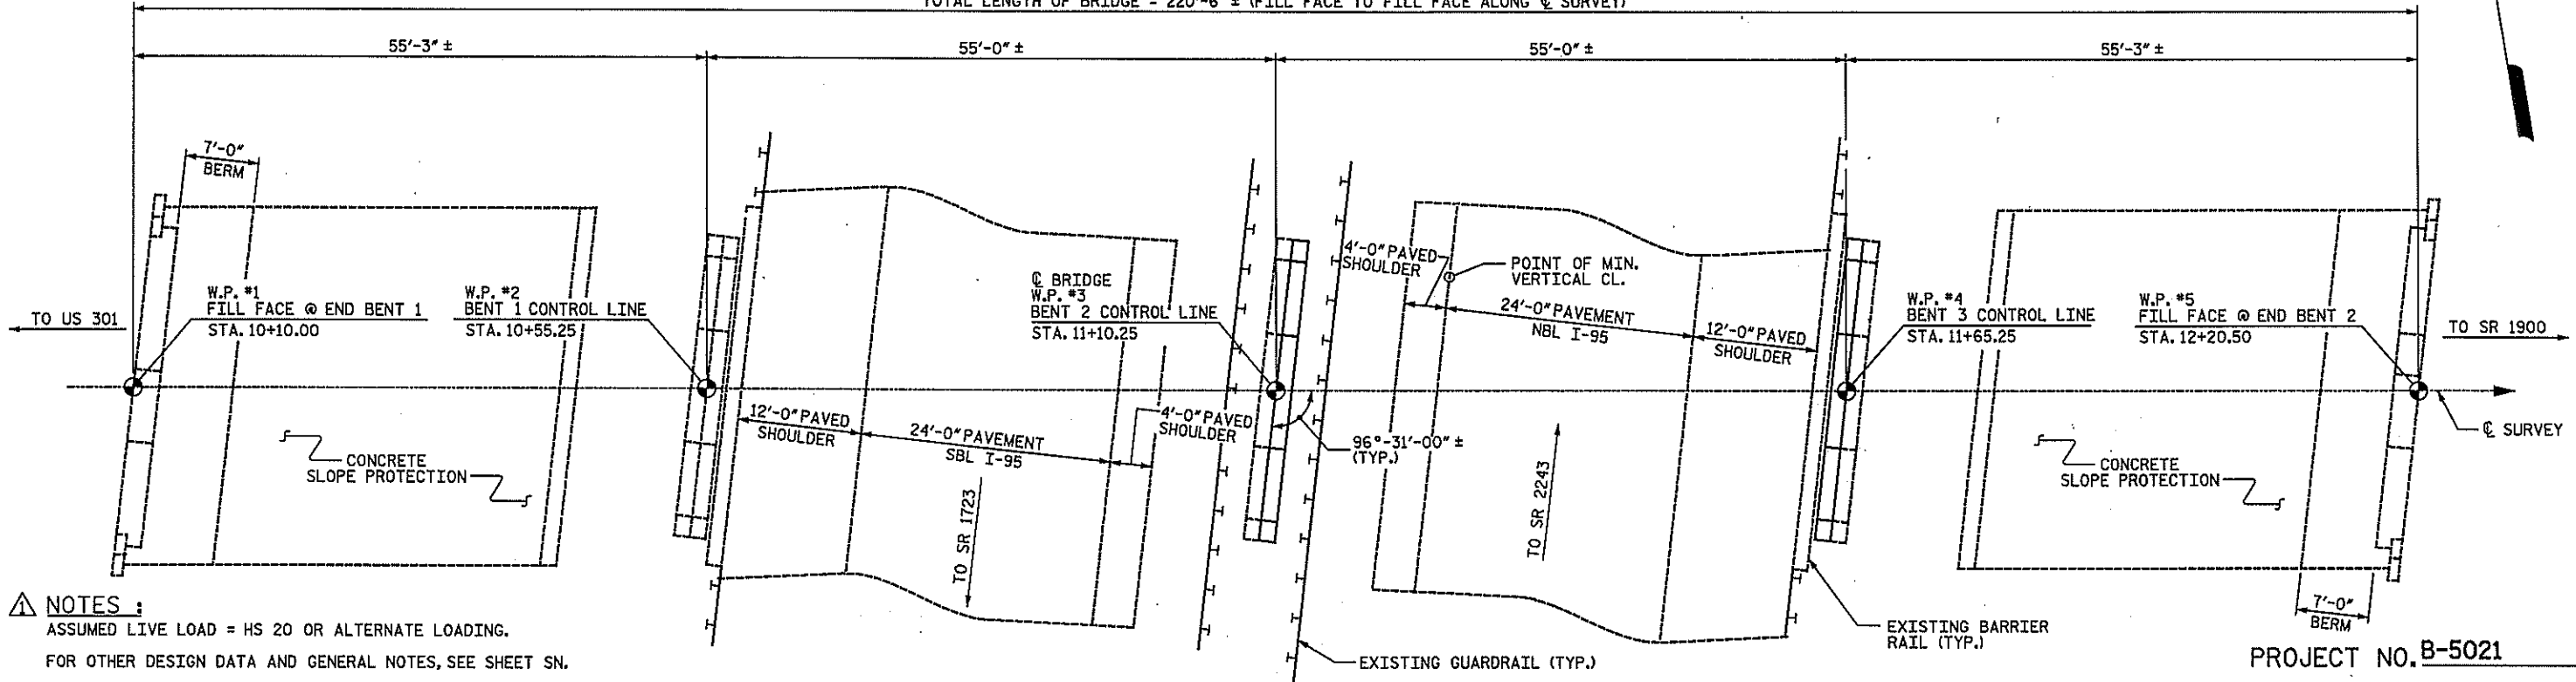 TOTAL LENGTH OF BRIDGE = 220'-6" ± (FILL FACE TO FILL FACE ALONG ℄ SURVEY)
55'-3" ±
55'-0" ±
55'-0" ±
55'-3" ±
7'-0"
BERM
4'-0" PAVED
SHOULDER
POINT OF MIN.
VERTICAL CL.
24'-0" PAVEMENT
NBL I-95
12'-0" PAVED
SHOULDER
TO US 301
W.P. #1
FILL FACE @ END BENT 1
STA. 10+10.00
W.P. #2
BENT 1 CONTROL LINE
STA. 10+55.25
℄ BRIDGE
W.P. #3
BENT 2 CONTROL LINE
STA. 11+10.25
W.P. #4
BENT 3 CONTROL LINE
STA. 11+65.25
W.P. #5
FILL FACE @ END BENT 2
STA. 12+20.50
TO SR 1900
12'-0" PAVED
SHOULDER
24'-0" PAVEMENT
SBL I-95
4'-0" PAVED
SHOULDER
96°-31'-00" ±
(TYP.)
℄ SURVEY
CONCRETE
SLOPE PROTECTION
CONCRETE
SLOPE PROTECTION
TO SR 1723
TO SR 2243
7'-0"
BERM
1 NOTES :
ASSUMED LIVE LOAD = HS 20 OR ALTERNATE LOADING.
FOR OTHER DESIGN DATA AND GENERAL NOTES, SEE SHEET SN.
EXISTING GUARDRAIL (TYP.)
EXISTING BARRIER
RAIL (TYP.)
PROJECT NO. B-5021